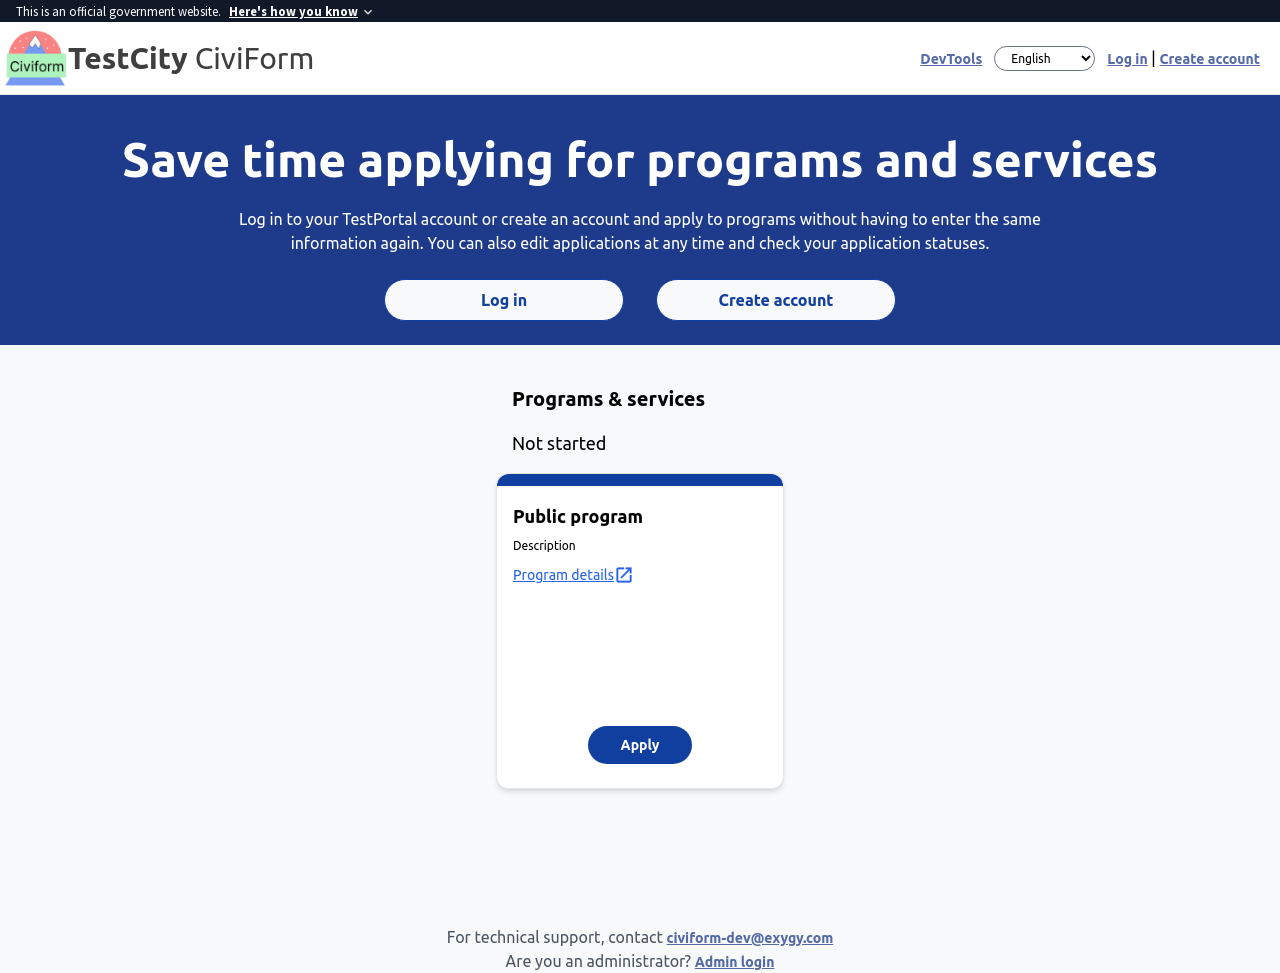 This is an official government website. Here's how you know
Civiform
TestCity CiviForm
DevTools English Log in | Create account
Save time applying for programs and services
Log in to your TestPortal account or create an account and apply to programs without having to enter the same
information again. You can also edit applications at any time and check your application statuses.
Log in Create account
Programs & services
Not started
Public program
Description
Program details
Apply
For technical support, contact civiform-dev@exygy.com
Are you an administrator? Admin login